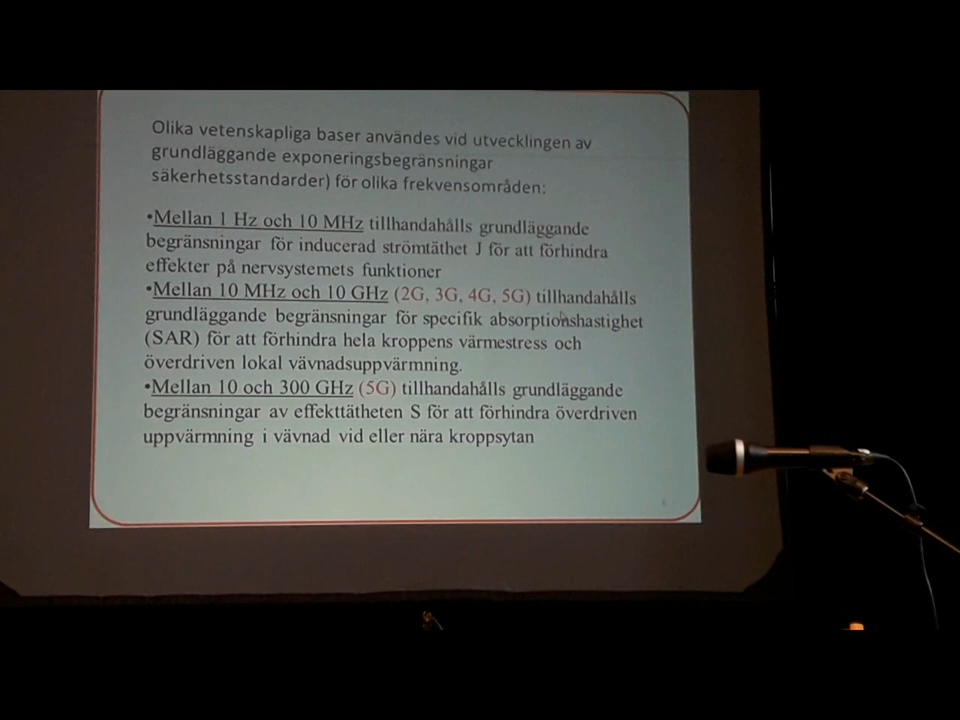 Olika vetenskapliga baser användes vid utvecklingen av
grundläggande exponeringsbegränsningar
säkerhetsstandarder) för olika frekvensområden:
•Mellan 1 Hz och 10 MHz tillhandahålls grundläggande
begränsningar för inducerad strömtäthet J för att förhindra
effekter på nervsystemets funktioner
•Mellan 10 MHz och 10 GHz (2G, 3G, 4G, 5G) tillhandahålls
grundläggande begränsningar för specifik absorptionshastighet
(SAR) för att förhindra hela kroppens värmestress och
överdriven lokal vävnadsuppvärmning.
•Mellan 10 och 300 GHz (5G) tillhandahålls grundläggande
begränsningar av effekttätheten S för att förhindra överdriven
uppvärmning i vävnad vid eller nära kroppsytan